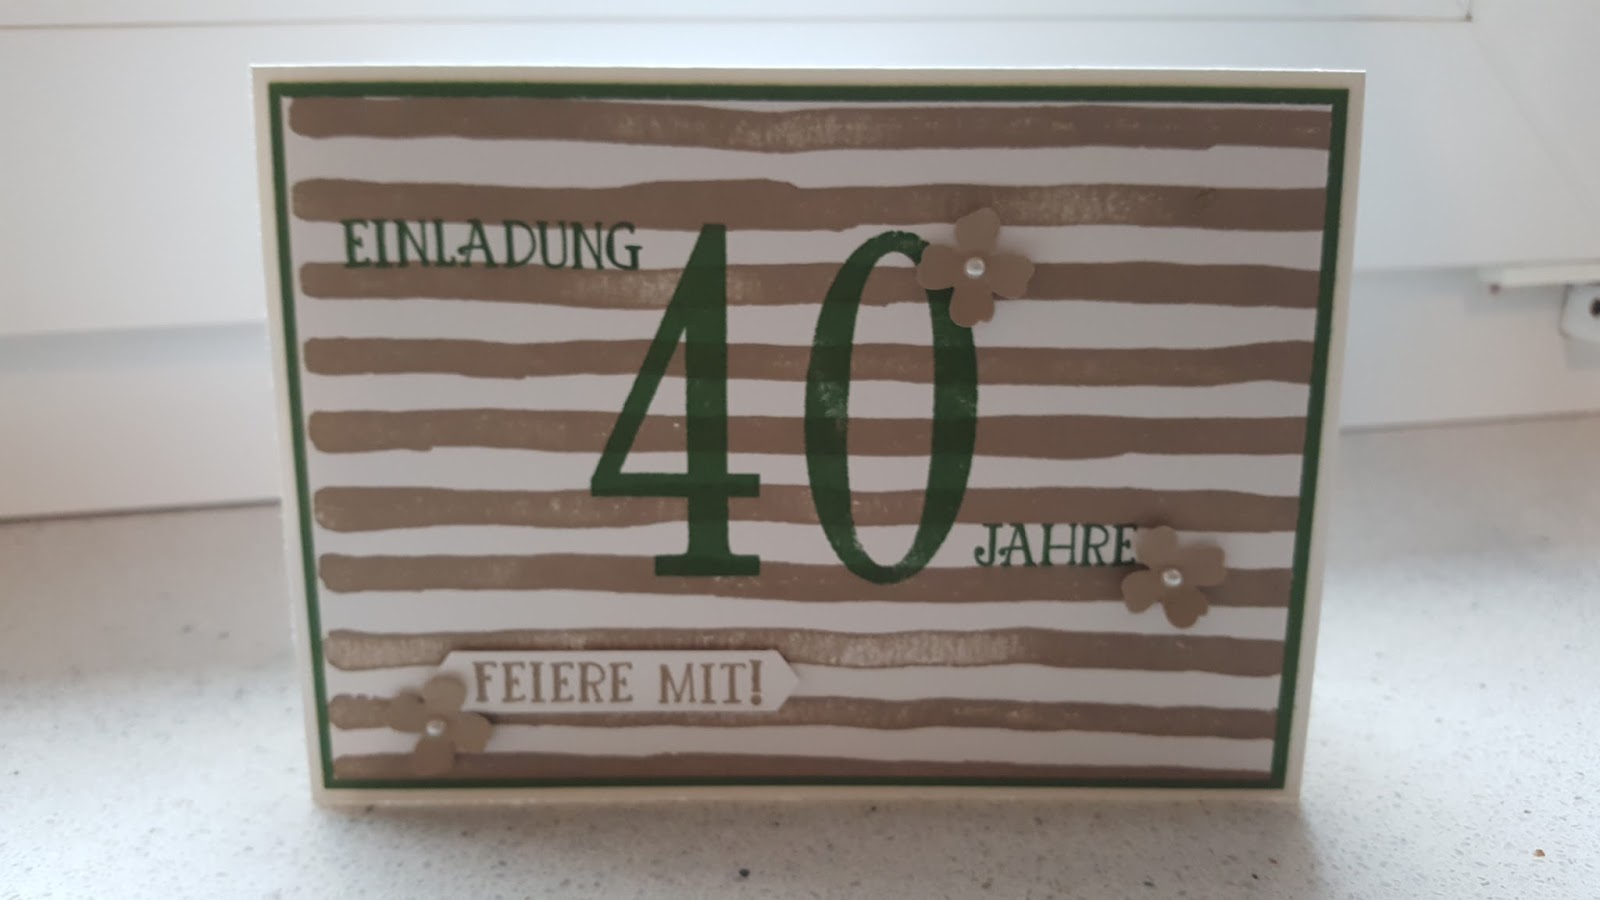 EINLADUNG
40
JAHRE
FEIERE MIT!